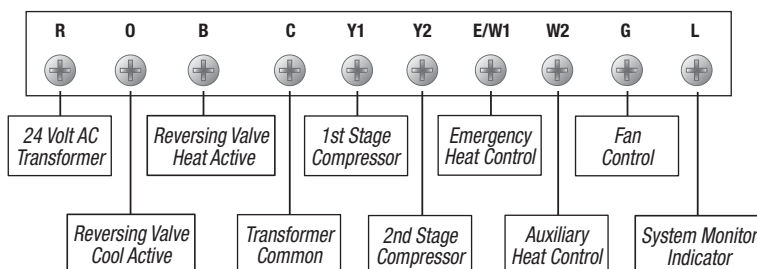 R O B C Y1 Y2 E/W1 W2 G L
24 Volt AC
Transformer
Reversing Valve
Heat Active
1st Stage
Compressor
Emergency
Heat Control
Fan
Control
Reversing Valve
Cool Active
Transformer
Common
2nd Stage
Compressor
Auxiliary
Heat Control
System Monitor
Indicator